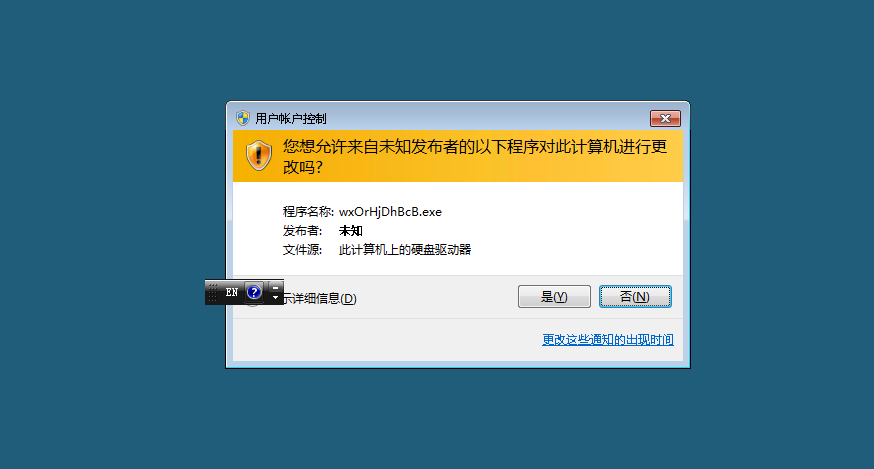 用户帐户控制
您想允许来自未知发布者的以下程序对此计算机进行更
改吗?
程序名称: wxOrHjDhBcB.exe
发布者: 未知
文件源: 此计算机上的硬盘驱动器
EN ?
示详细信息(D)
是(Y) 否(N)
更改这些通知的出现时间